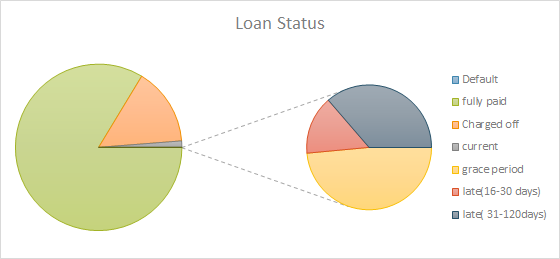 Loan Status
Default
fully paid
Charged off
current
grace period
late(16-30 days)
late( 31-120days)